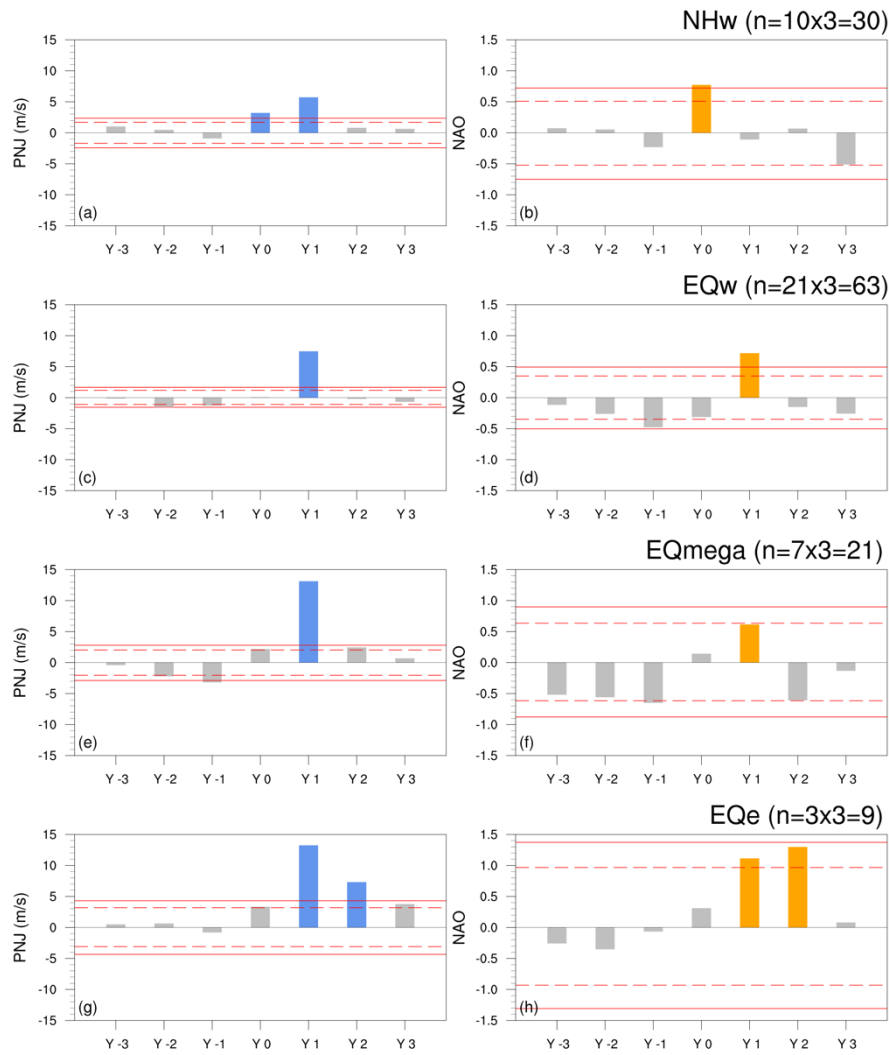 NHw (n=10x3=30)
15
10
5
0
-5
-10
-15
PNJ (m/s)
(a)
Y -3 Y -2 Y -1 Y 0 Y 1 Y 2 Y 3
1.5
1.0
0.5
0.0
-0.5
-1.0
-1.5
NAO
(b)
Y -3 Y -2 Y -1 Y 0 Y 1 Y 2 Y 3
EQw (n=21x3=63)
15
10
5
0
-5
-10
-15
PNJ (m/s)
(c)
Y -3 Y -2 Y -1 Y 0 Y 1 Y 2 Y 3
1.5
1.0
0.5
0.0
-0.5
-1.0
-1.5
NAO
(d)
Y -3 Y -2 Y -1 Y 0 Y 1 Y 2 Y 3
EQmega (n=7x3=21)
15
10
5
0
-5
-10
-15
PNJ (m/s)
(e)
Y -3 Y -2 Y -1 Y 0 Y 1 Y 2 Y 3
1.5
1.0
0.5
0.0
-0.5
-1.0
-1.5
NAO
(f)
Y -3 Y -2 Y -1 Y 0 Y 1 Y 2 Y 3
EQe (n=3x3=9)
15
10
5
0
-5
-10
-15
PNJ (m/s)
(g)
Y -3 Y -2 Y -1 Y 0 Y 1 Y 2 Y 3
1.5
1.0
0.5
0.0
-0.5
-1.0
-1.5
NAO
(h)
Y -3 Y -2 Y -1 Y 0 Y 1 Y 2 Y 3